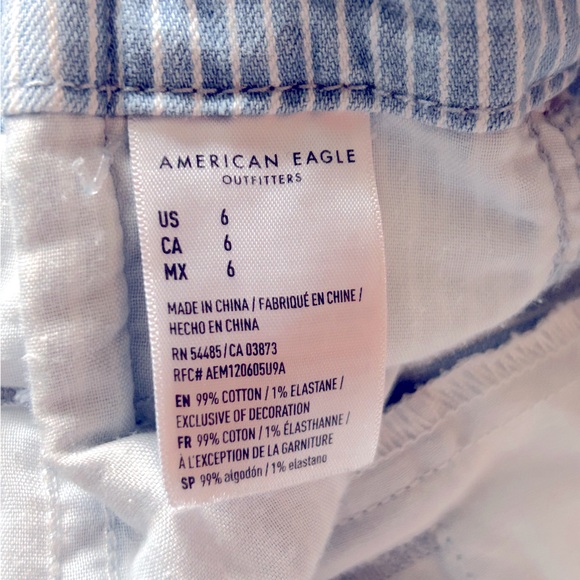 AMERICAN EAGLE
OUTFITTERS
US 6
CA 6
MX 6
MADE IN CHINA / FABRIQUÉ EN CHINE /
HECHO EN CHINA
RN 54485 / CA 03873
RFC# AEM120605U9A
EN 99% COTTON / 1% ELASTANE /
EXCLUSIVE OF DECORATION
FR 99% COTON / 1% ÉLASTHANNE /
À L'EXCEPTION DE LA GARNITURE
SP 99% algodón / 1% elastano